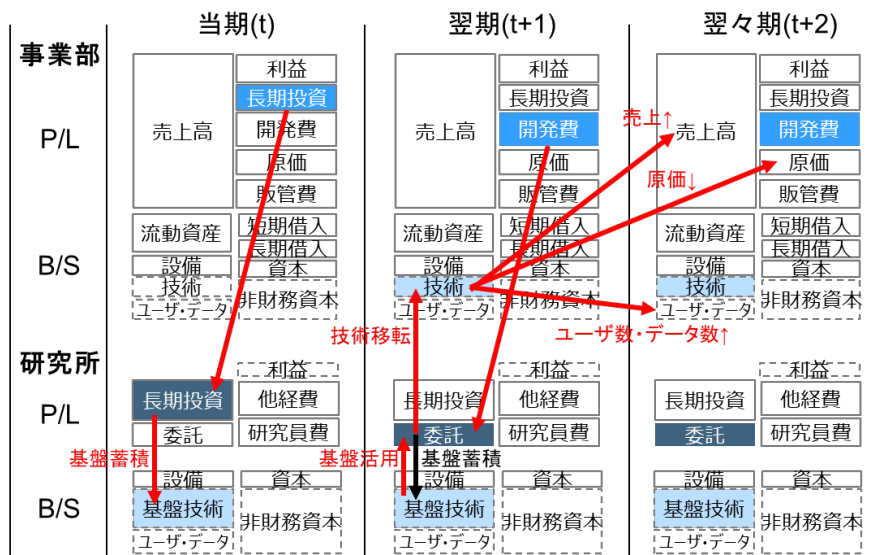 当期(t)
翌期(t+1)
翌々期(t+2)
事業部
P/L
売上高
利益
長期投資
開発費
原価
販管費
売上高
利益
長期投資
開発費
原価
販管費
売上↑
原価↓
売上高
利益
長期投資
開発費
原価
販管費
B/S
流動資産
設備
技術
ユーザ・データ
短期借入
長期借入
資本
非財務資本
流動資産
設備
技術
ユーザ・データ
短期借入
長期借入
資本
非財務資本
流動資産
設備
技術
ユーザ・データ
短期借入
長期借入
資本
非財務資本
技術移転
ユーザ数・データ数↑
研究所
P/L
長期投資
委託
利益
他経費
研究員費
長期投資
委託
利益
他経費
研究員費
長期投資
委託
利益
他経費
研究員費
基盤蓄積
基盤活用
基盤蓄積
B/S
設備
基盤技術
ユーザ・データ
資本
非財務資本
設備
基盤技術
ユーザ・データ
資本
非財務資本
設備
基盤技術
ユーザ・データ
資本
非財務資本